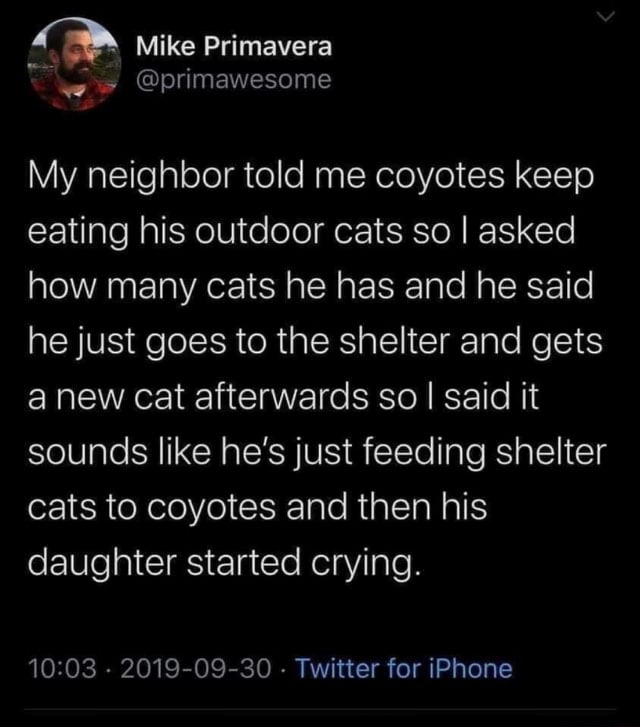 Mike Primavera
@primawesome
My neighbor told me coyotes keep
eating his outdoor cats so I asked
how many cats he has and he said
he just goes to the shelter and gets
a new cat afterwards so I said it
sounds like he's just feeding shelter
cats to coyotes and then his
daughter started crying.
10:03 · 2019-09-30 · Twitter for iPhone